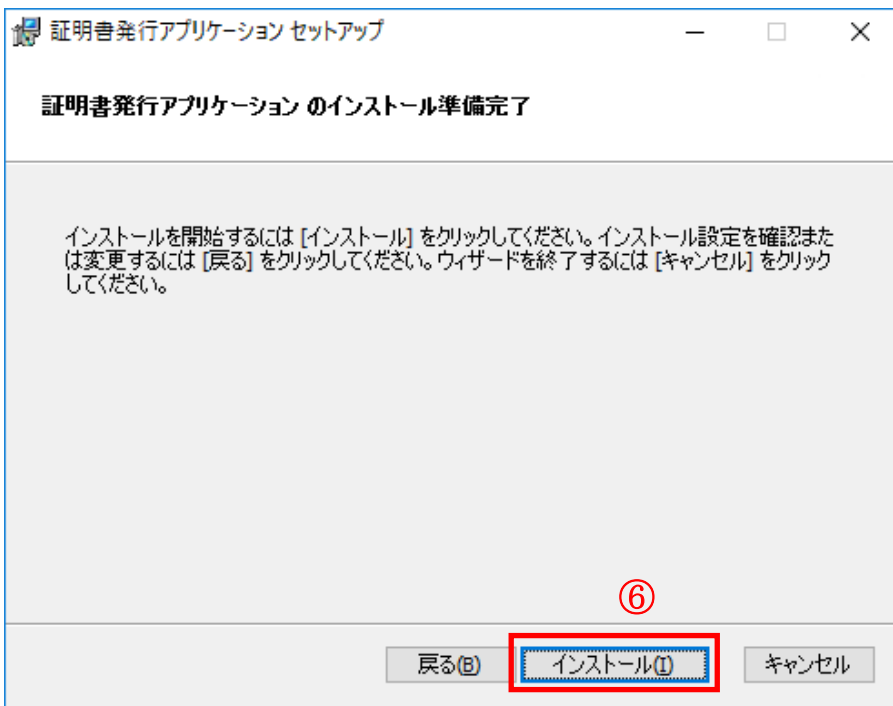 証明書発行アプリケーション セットアップ
証明書発行アプリケーション のインストール準備完了
インストールを開始するには [インストール] をクリックしてください。インストール設定を確認また
は変更するには [戻る] をクリックしてください。ウィザードを終了するには [キャンセル] をクリック
してください。
⑥
戻る(B) インストール(I) キャンセル